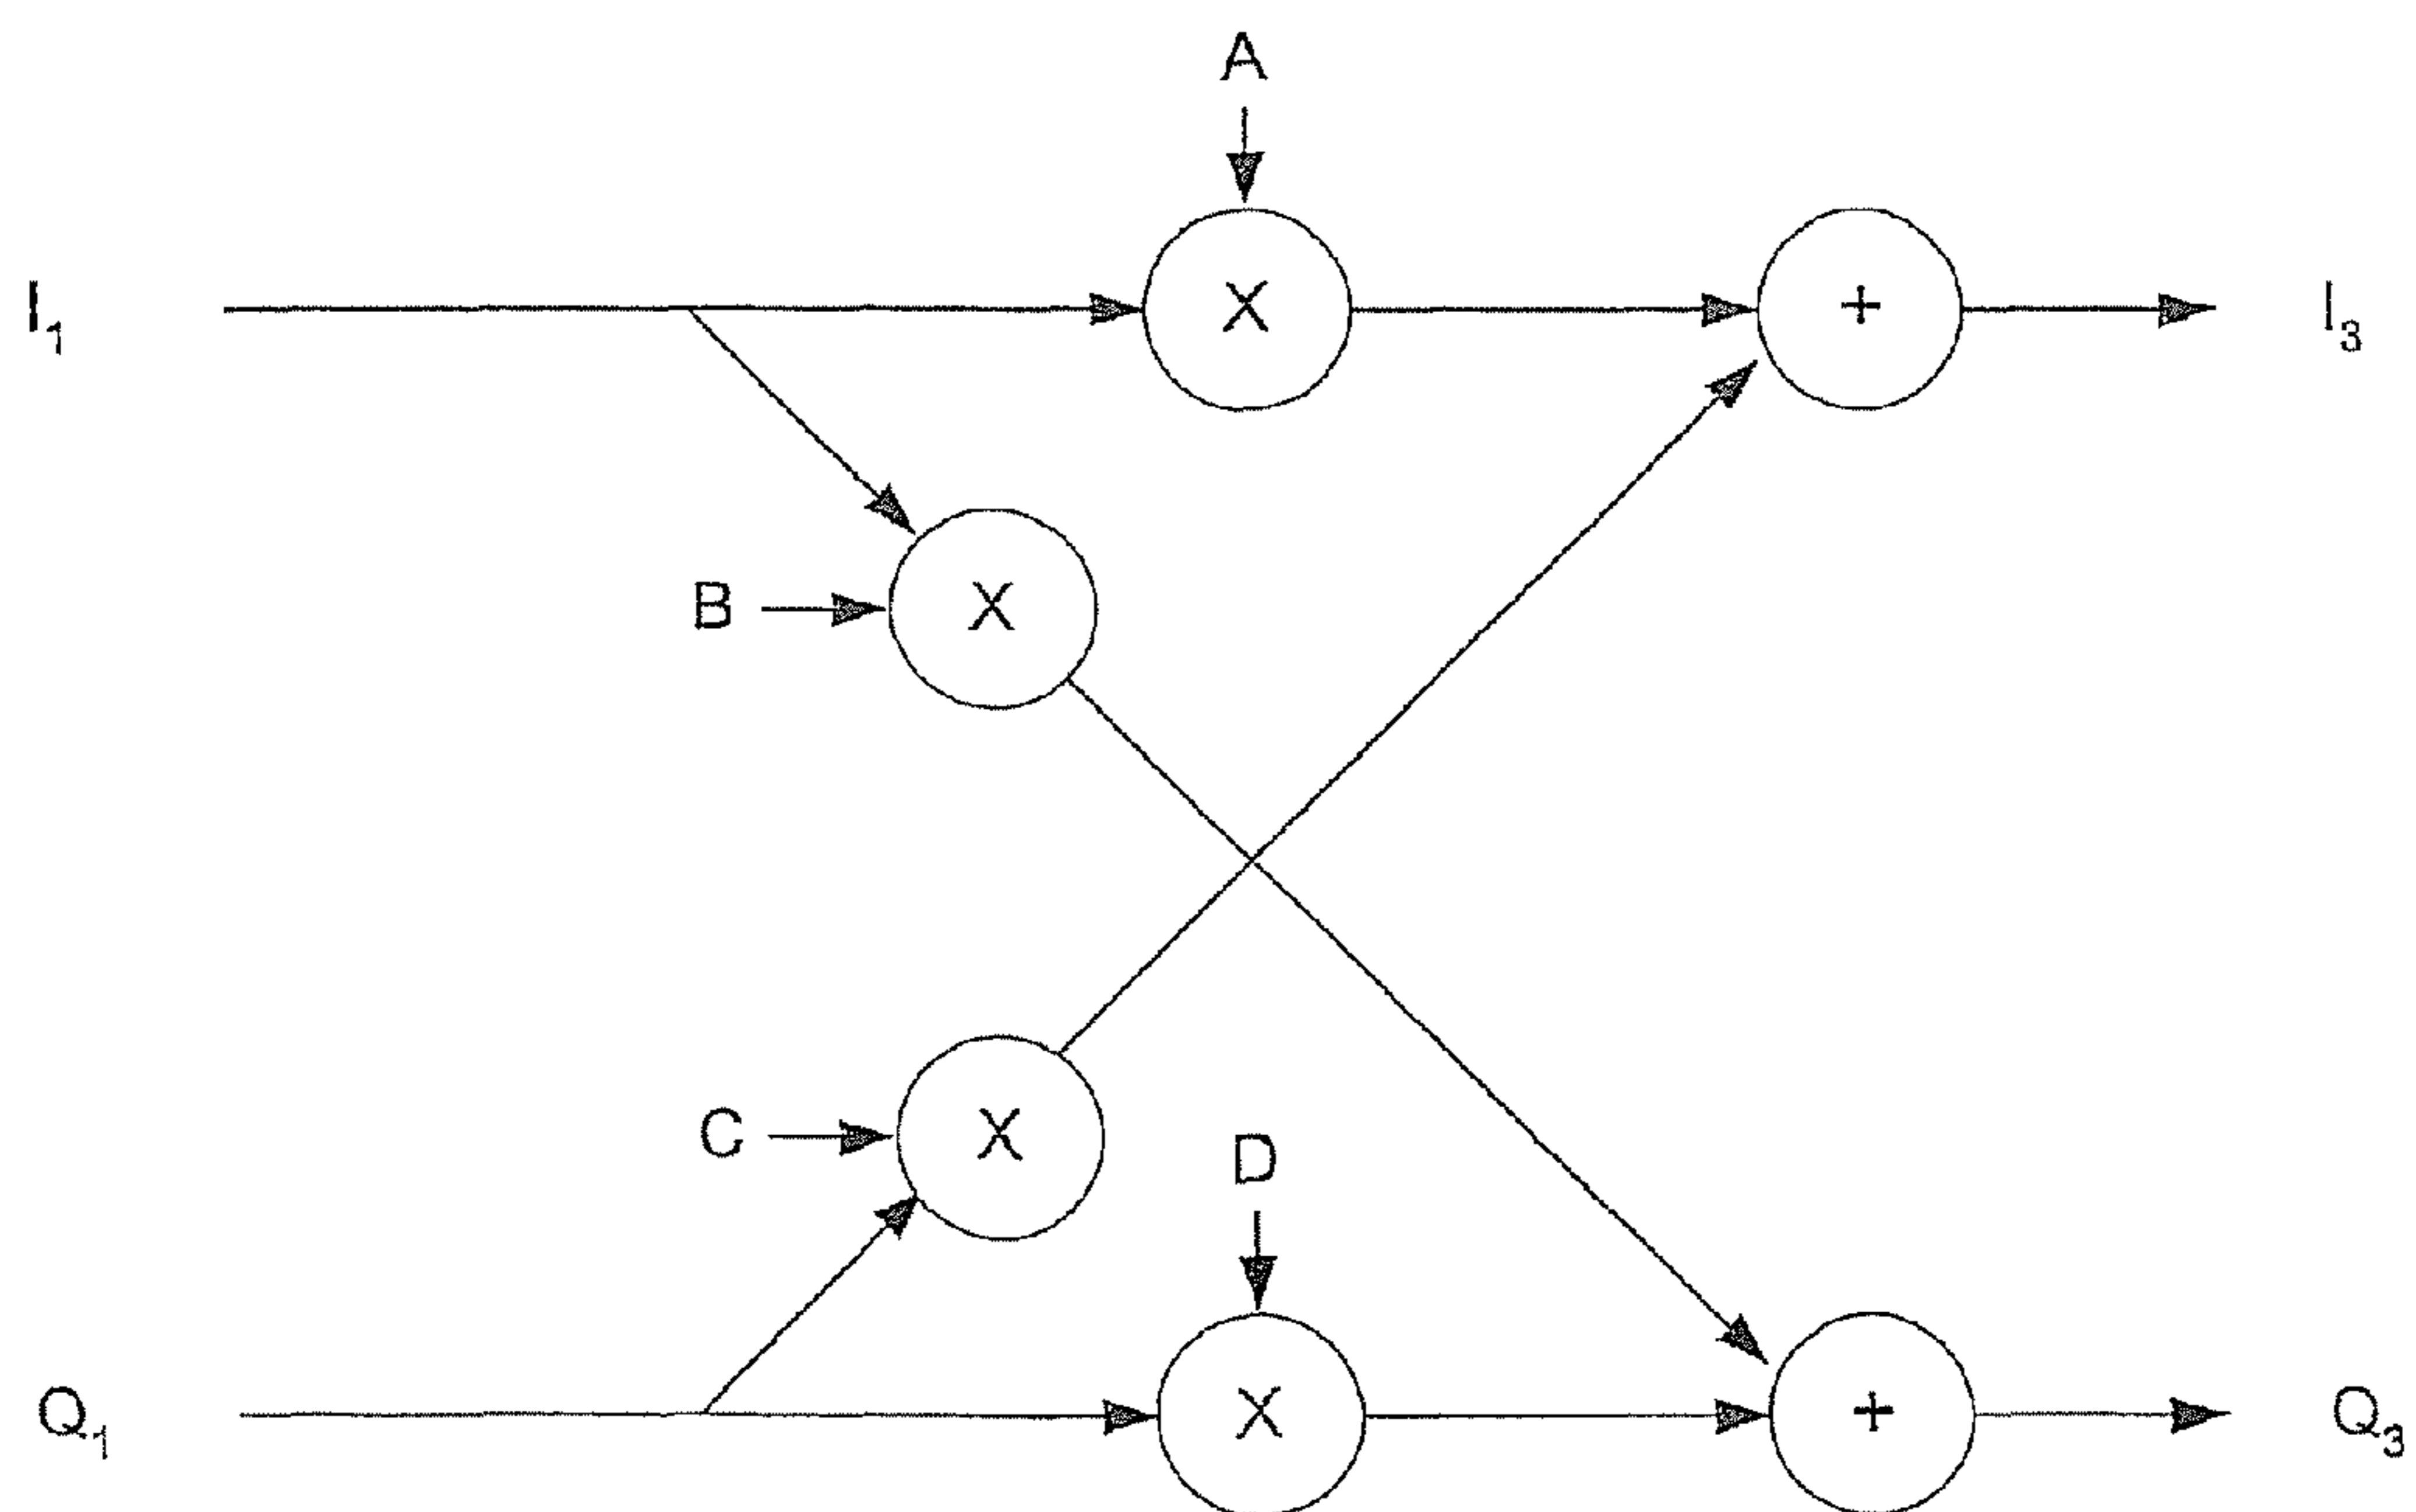 A
I₁ X + I₃
B X
C X
D
Q₁ X + Q₃